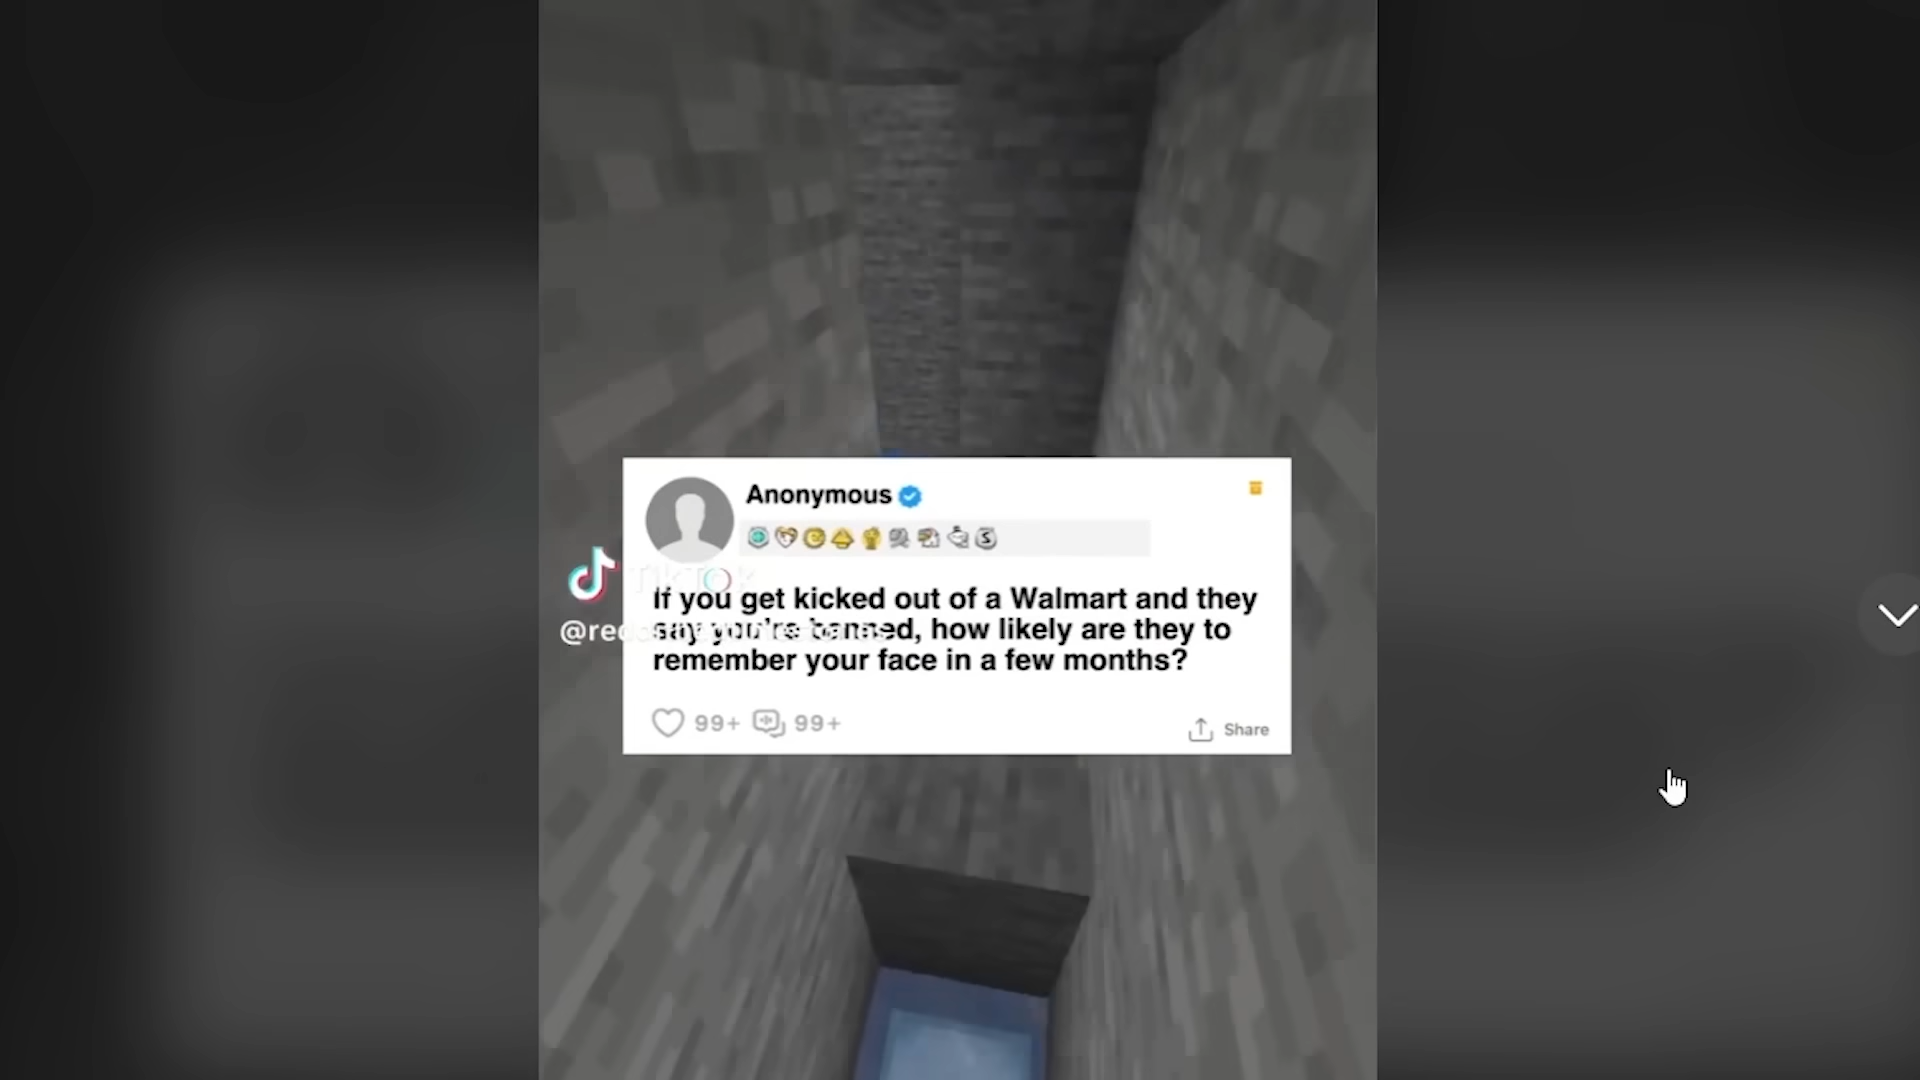 Anonymous
TikTok
If you get kicked out of a Walmart and they
say you're banned, how likely are they to
remember your face in a few months?
99+ 99+
Share